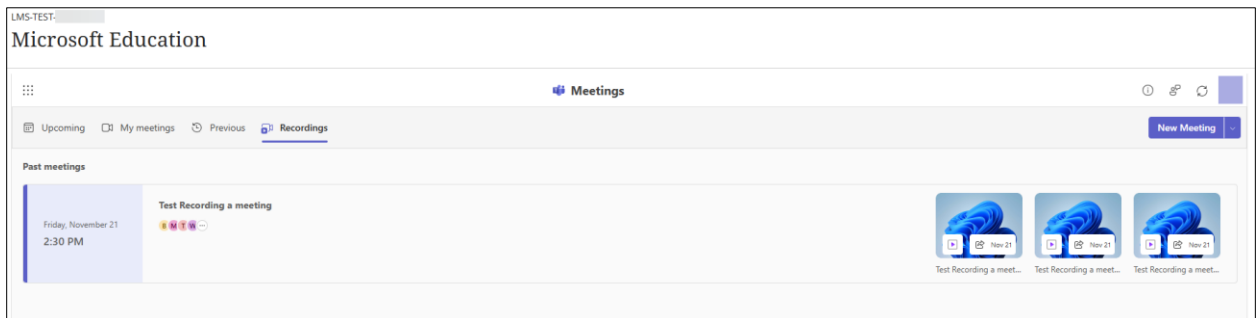 LMS-TEST-
Microsoft Education
Meetings
Upcoming My meetings Previous Recordings
New Meeting
Past meetings
Friday, November 21
2:30 PM
Test Recording a meeting
M T W
Nov 21
Test Recording a meet...
Nov 21
Test Recording a meet...
Nov 21
Test Recording a meet...